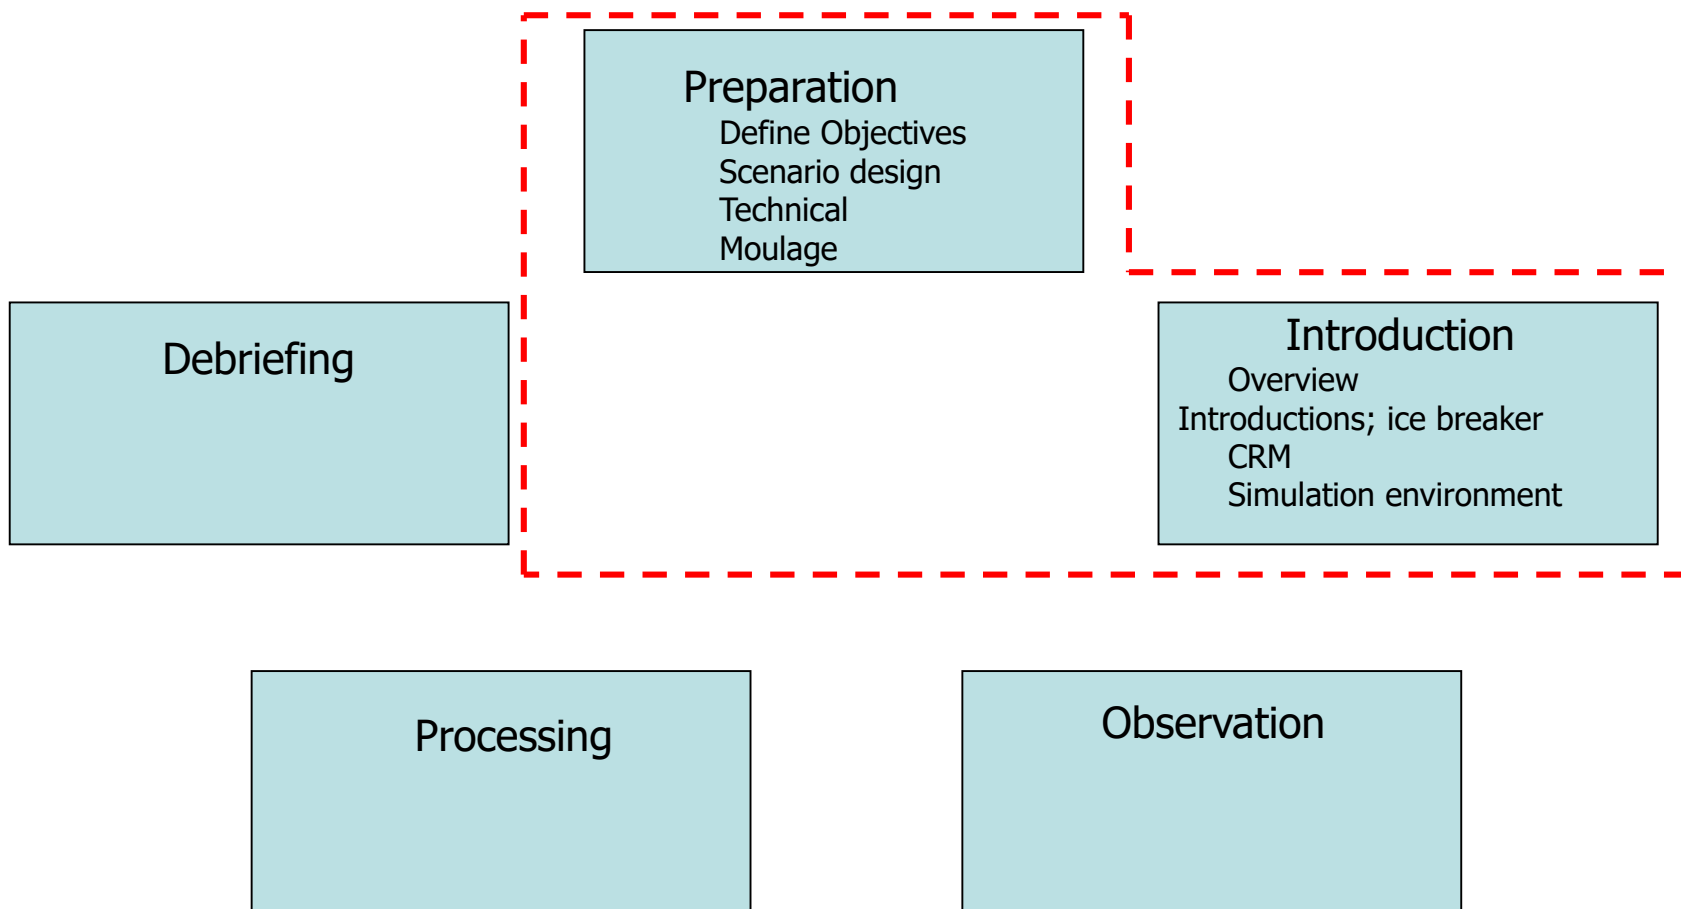 Preparation
Define Objectives
Scenario design
Technical
Moulage
Debriefing
Introduction
Overview
Introductions; ice breaker
CRM
Simulation environment
Processing
Observation